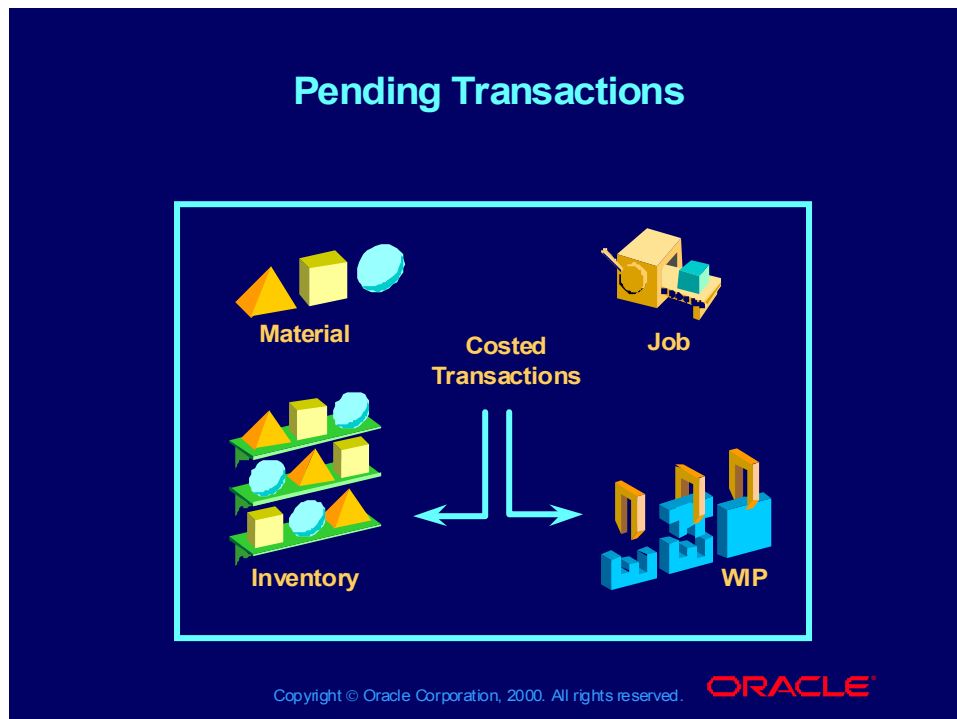 Pending Transactions
Material
Costed
Transactions
Job
Inventory
WIP
Copyright © Oracle Corporation, 2000. All rights reserved.
ORACLE®